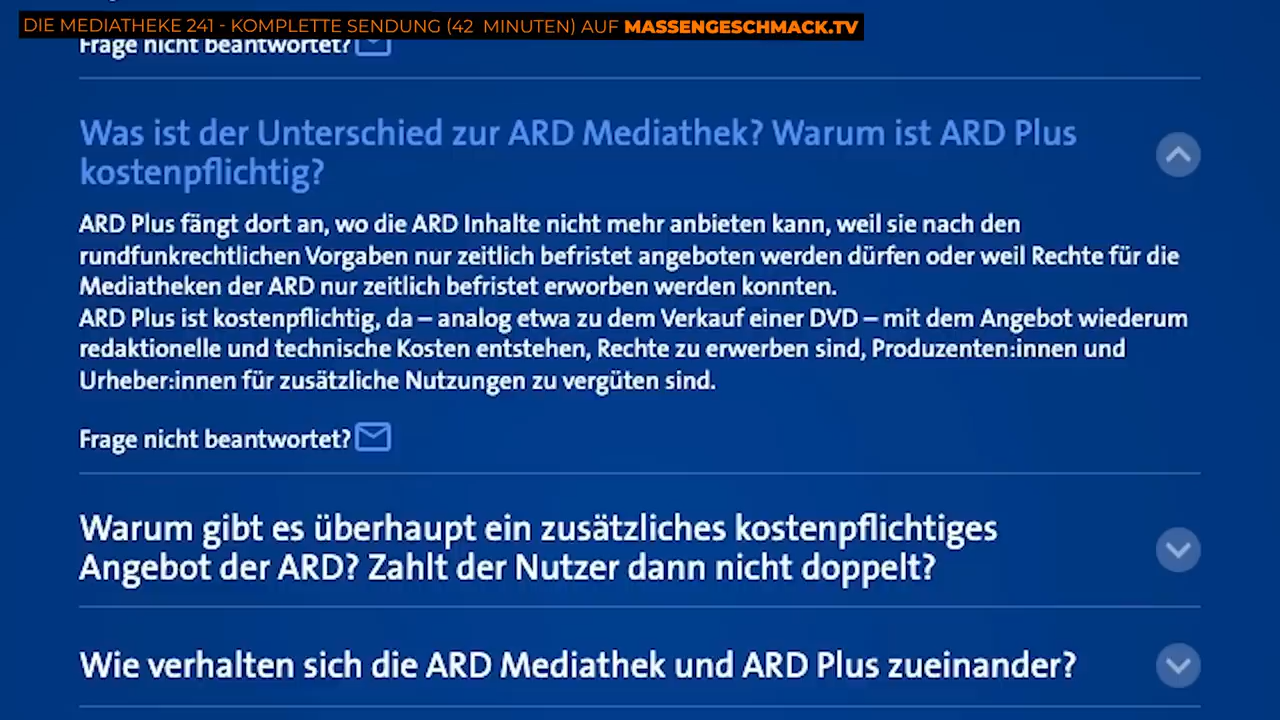 DIE MEDIATHEKE 241 - KOMPLETTE SENDUNG (42 MINUTEN) AUF MASSENGESCHMACK.TV
Frage nicht beantwortet?
Was ist der Unterschied zur ARD Mediathek? Warum ist ARD Plus
kostenpflichtig?
ARD Plus fängt dort an, wo die ARD Inhalte nicht mehr anbieten kann, weil sie nach den
rundfunkrechtlichen Vorgaben nur zeitlich befristet angeboten werden dürfen oder weil Rechte für die
Mediatheken der ARD nur zeitlich befristet erworben werden konnten.
ARD Plus ist kostenpflichtig, da – analog etwa zu dem Verkauf einer DVD – mit dem Angebot wiederum
redaktionelle und technische Kosten entstehen, Rechte zu erwerben sind, Produzenten:innen und
Urheber:innen für zusätzliche Nutzungen zu vergüten sind.
Frage nicht beantwortet?
Warum gibt es überhaupt ein zusätzliches kostenpflichtiges
Angebot der ARD? Zahlt der Nutzer dann nicht doppelt?
Wie verhalten sich die ARD Mediathek und ARD Plus zueinander?